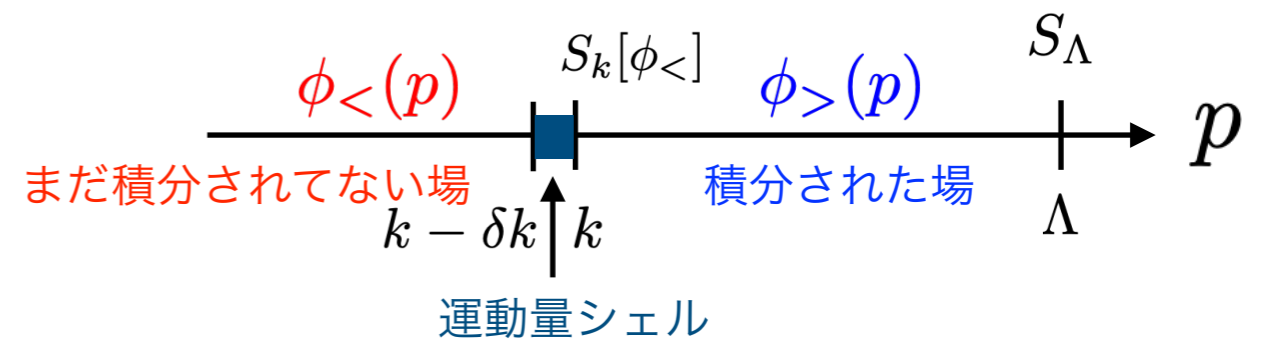 S_Λ
S_k[ϕ_<]
ϕ_<(p)
ϕ_>(p)
p
まだ積分されてない場
積分された場
k − δk
k
Λ
運動量シェル